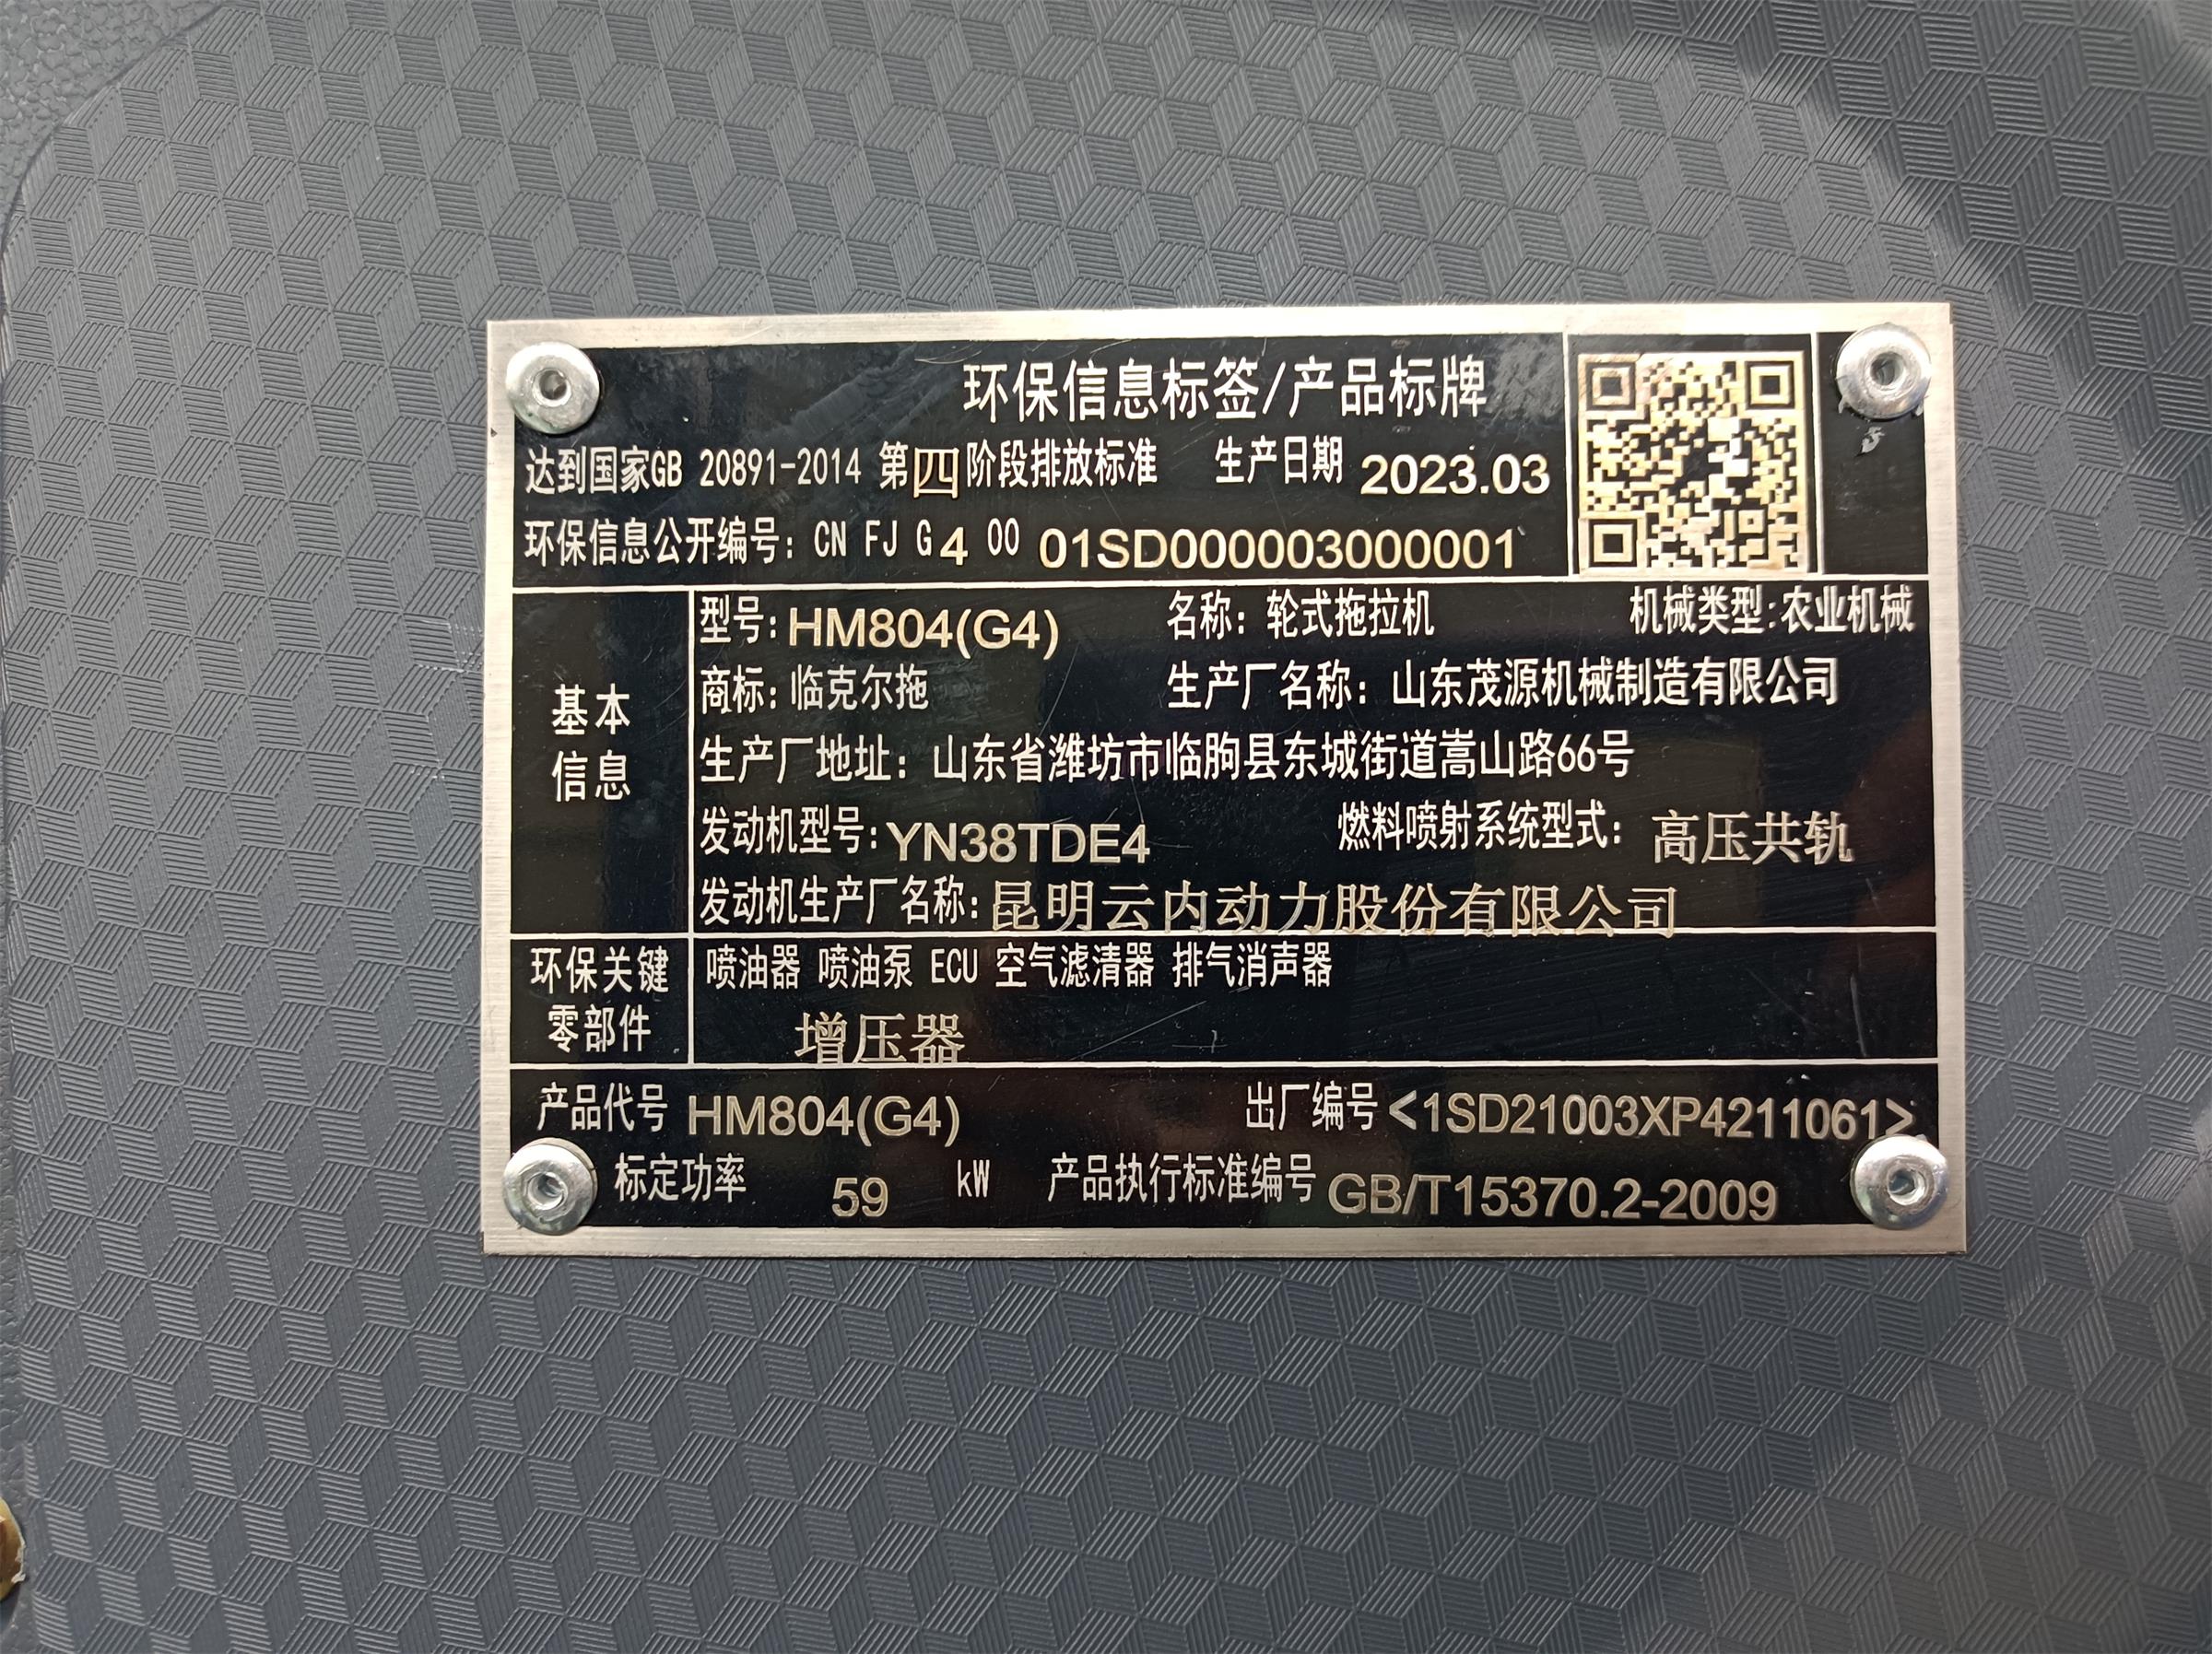 环保信息标签/产品标牌
达到国家GB 20891-2014 第四阶段排放标准 生产日期 2023.03
环保信息公开编号: CN FJ G4 00 01SD000003000001
基本信息
型号: HM804(G4) 名称: 轮式拖拉机 机械类型: 农业机械
商标: 临克尔拖 生产厂名称: 山东茂源机械制造有限公司
生产厂地址: 山东省潍坊市临朐县东城街道嵩山路66号
发动机型号: YN38TDE4 燃料喷射系统型式: 高压共轨
发动机生产厂名称: 昆明云内动力股份有限公司
环保关键零部件
喷油器 喷油泵 ECU 空气滤清器 排气消声器
增压器
产品代号 HM804(G4) 出厂编号 <1SD21003XP4211061>
标定功率 59 kW 产品执行标准编号 GB/T15370.2-2009